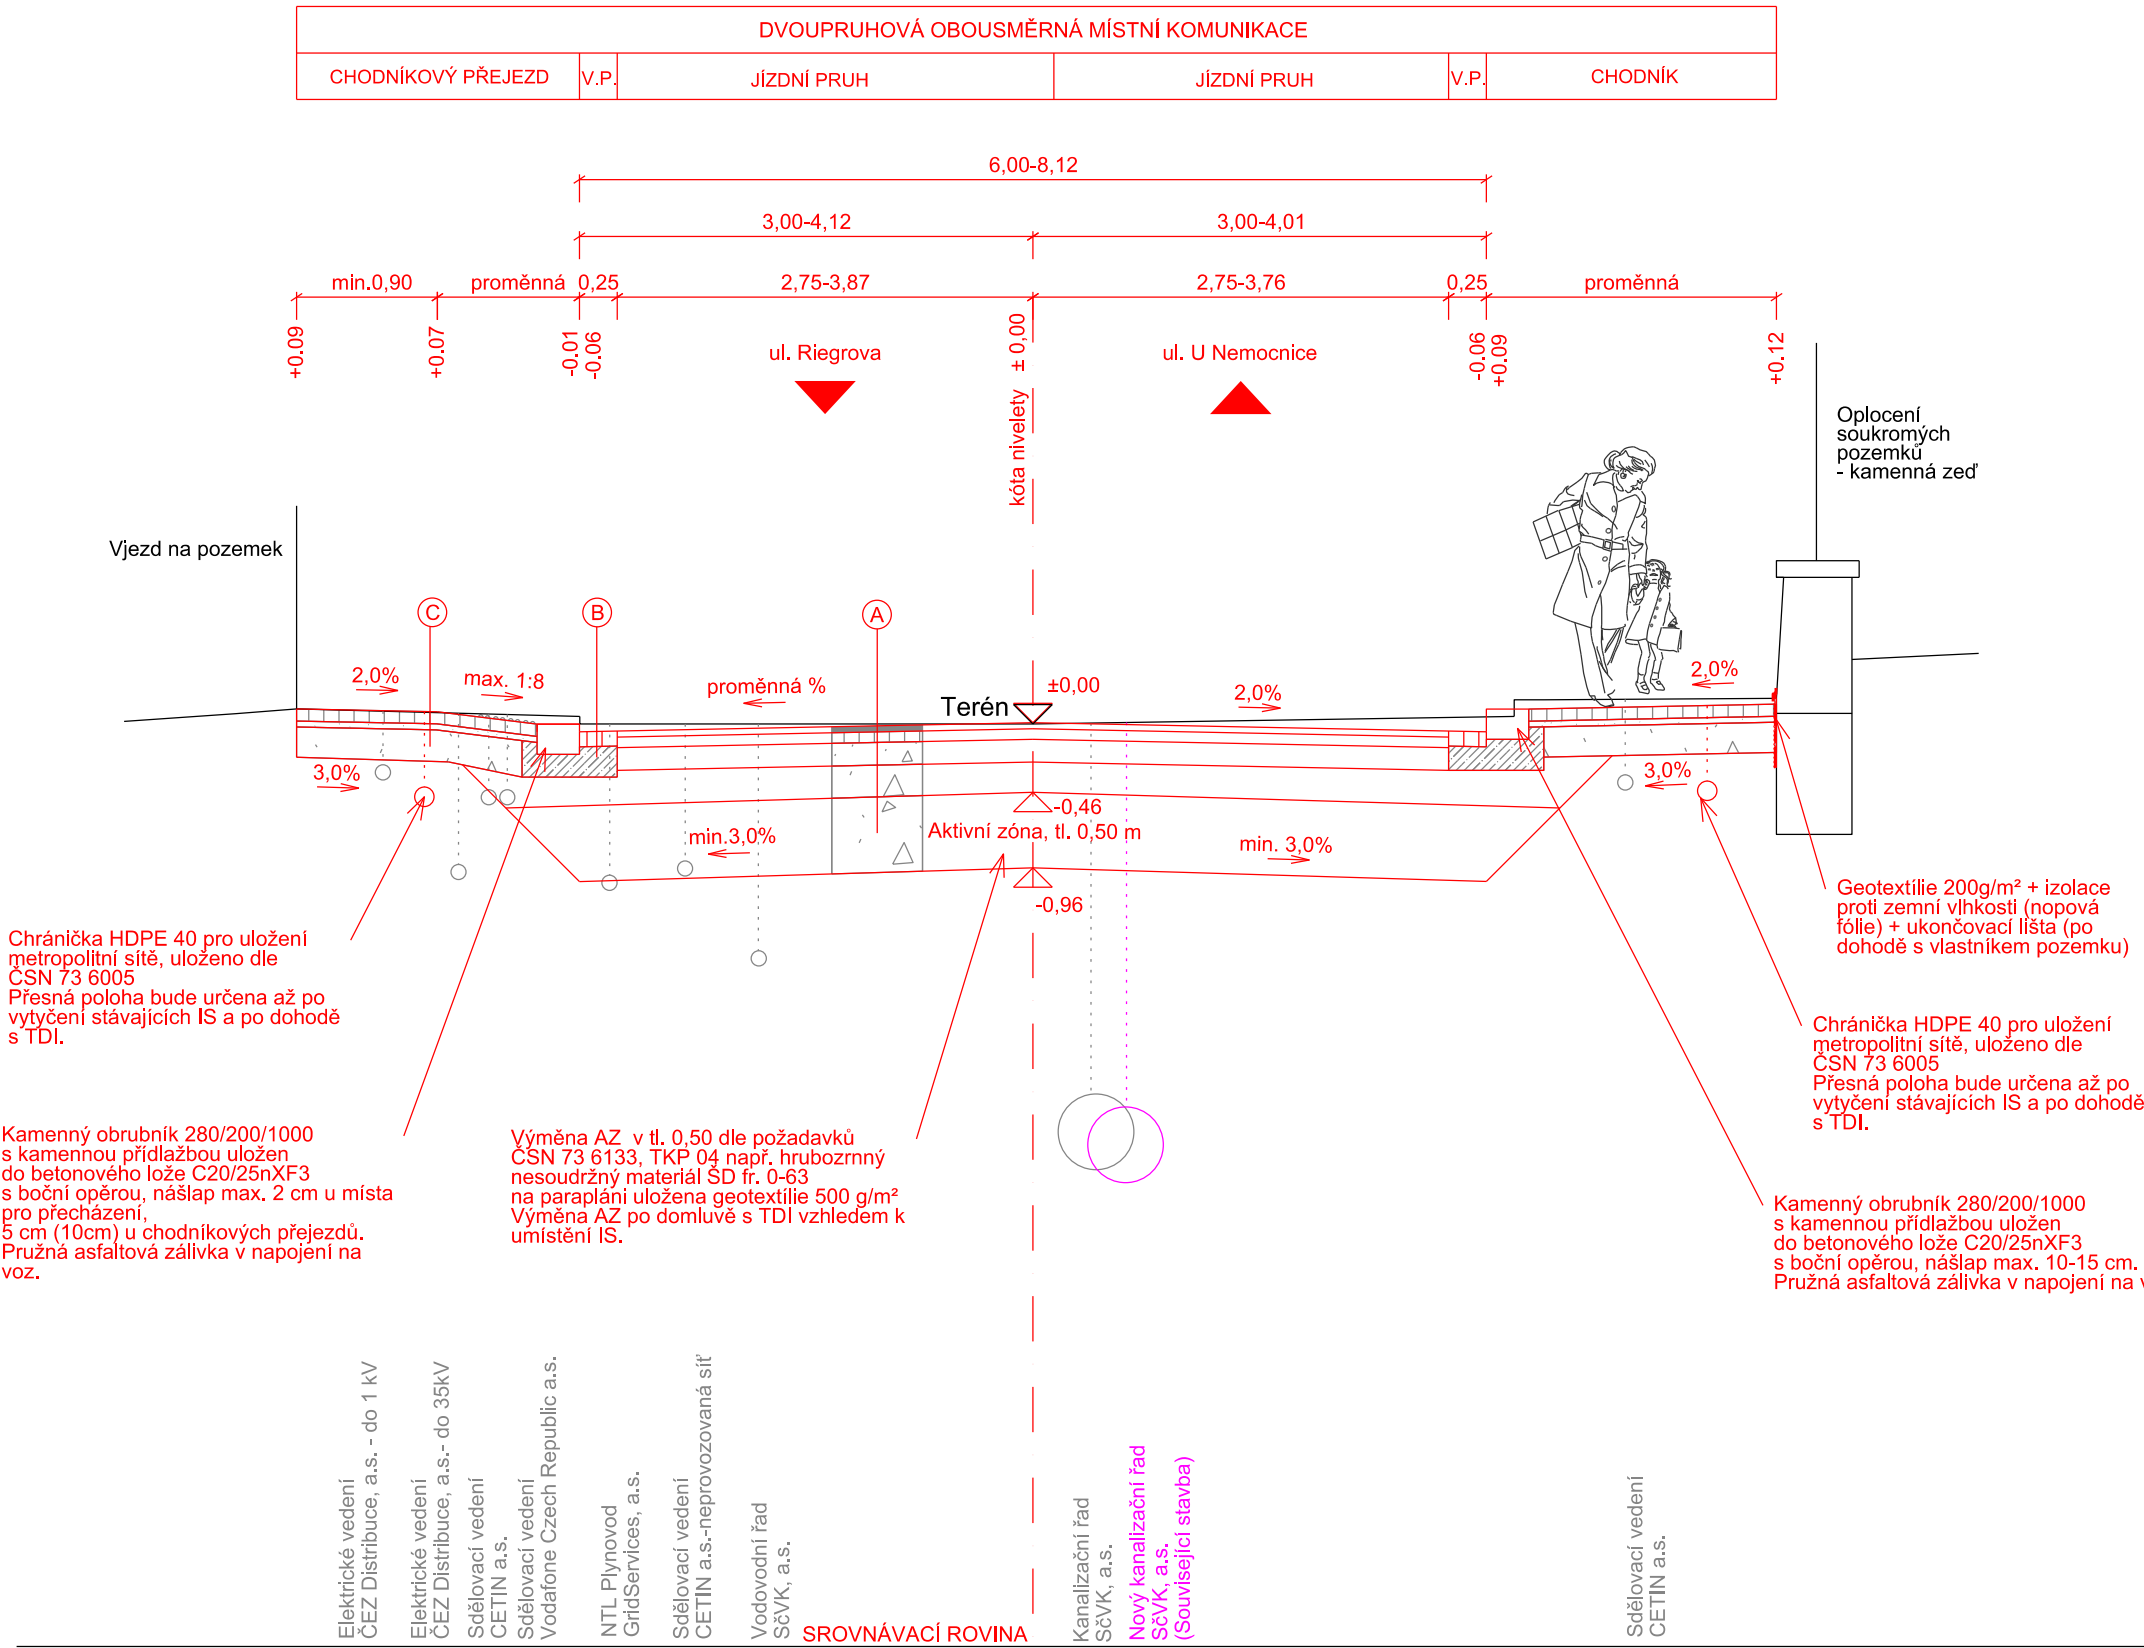 DVOUPRUHOVÁ OBOUSMĚRNÁ MÍSTNÍ KOMUNIKACE
CHODNÍKOVÝ PŘEJEZD
V.P.
JÍZDNÍ PRUH
JÍZDNÍ PRUH
V.P.
CHODNÍK
6,00-8,12
3,00-4,12
3,00-4,01
min.0,90
proměnná
0,25
2,75-3,87
2,75-3,76
0,25
proměnná
+0.09
+0.07
-0.01
-0.06
kóta nivelety ± 0,00
-0.06
+0.09
+0.12
ul. Riegrova
ul. U Nemocnice
Oplocení
soukromých
pozemků
- kamenná zeď
Vjezd na pozemek
C
B
A
2,0%
max. 1:8
proměnná %
Terén
±0,00
2,0%
2,0%
3,0%
min.3,0%
-0,46
Aktivní zóna, tl. 0,50 m
min. 3,0%
3,0%
-0,96
Geotextílie 200g/m² + izolace
proti zemní vlhkosti (nopová
fólie) + ukončovací lišta (po
dohodě s vlastníkem pozemku)
Chránička HDPE 40 pro uložení
metropolitní sítě, uloženo dle
ČSN 73 6005
Přesná poloha bude určena až po
vytyčení stávajících IS a po dohodě
s TDI.
Chránička HDPE 40 pro uložení
metropolitní sítě, uloženo dle
ČSN 73 6005
Přesná poloha bude určena až po
vytyčení stávajících IS a po dohodě
s TDI.
Kamenný obrubník 280/200/1000
s kamennou přídlažbou uložen
do betonového lože C20/25nXF3
s boční opěrou, nášlap max. 2 cm u místa
pro přecházení,
5 cm (10cm) u chodníkových přejezdů.
Pružná asfaltová zálivka v napojení na
voz.
Výměna AZ v tl. 0,50 dle požadavků
ČSN 73 6133, TKP 04 např. hrubozrnný
nesoudržný materiál ŠD fr. 0-63
na parapláni uložena geotextílie 500 g/m²
Výměna AZ po domluvě s TDI vzhledem k
umístění IS.
Kamenný obrubník 280/200/1000
s kamennou přídlažbou uložen
do betonového lože C20/25nXF3
s boční opěrou, nášlap max. 10-15 cm.
Pružná asfaltová zálivka v napojení na
Elektrické vedení
ČEZ Distribuce, a.s. - do 1 kV
Elektrické vedení
ČEZ Distribuce, a.s.- do 35kV
Sdělovací vedení
CETIN a.s.
Sdělovací vedení
Vodafone Czech Republic a.s.
NTL Plynovod
GridServices, a.s.
Sdělovací vedení
CETIN a.s.-neprovozovaná síť
Vodovodní řad
SčVK, a.s.
Kanalizační řad
SčVK, a.s.
Nový kanalizační řad
SčVK, a.s.
(Související stavba)
Sdělovací vedení
CETIN a.s.
SROVNÁVACÍ ROVINA